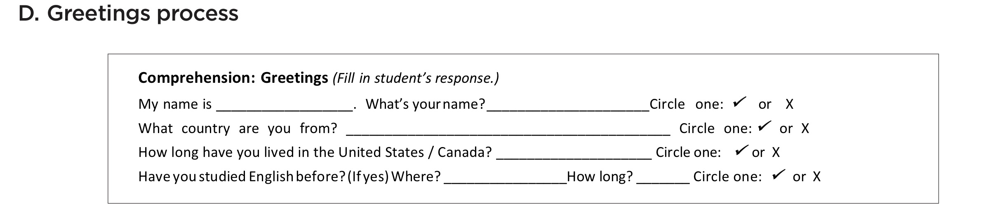 D. Greetings process
Comprehension: Greetings (Fill in student’s response.)
My name is __________________. What’s your name?_____________________Circle one: ✓ or X
What country are you from? __________________________________________ Circle one: ✓ or X
How long have you lived in the United States / Canada? ____________________ Circle one: ✓ or X
Have you studied English before? (If yes) Where? ________________How long? _______ Circle one: ✓ or X